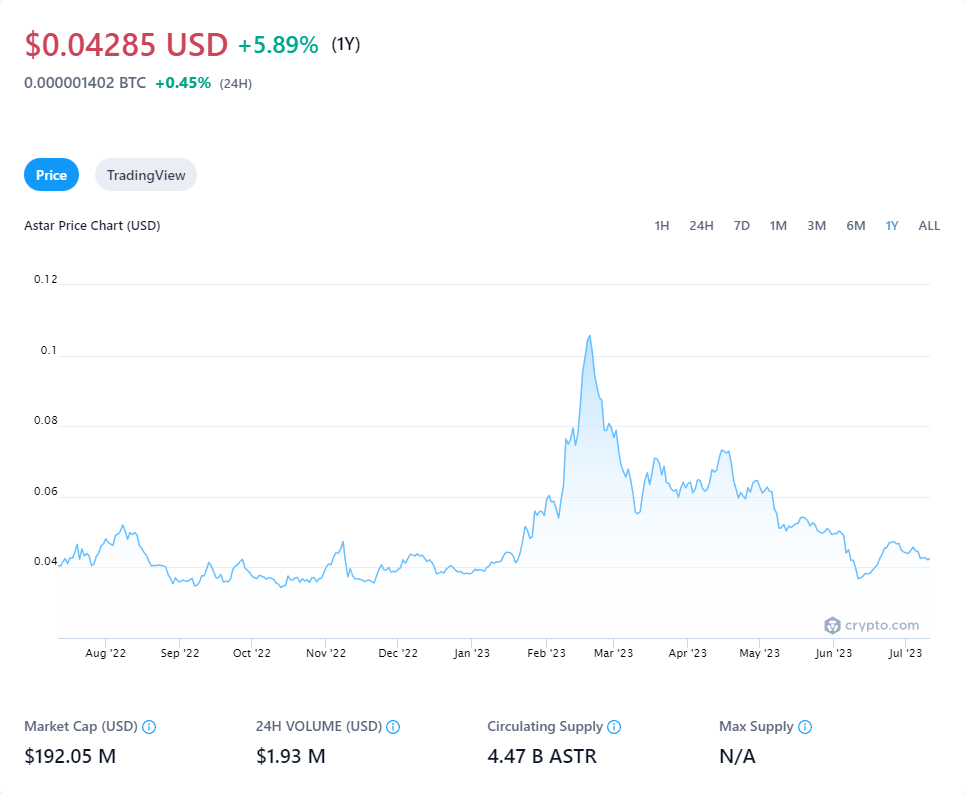 $0.04285 USD +5.89% (1Y)
0.000001402 BTC +0.45% (24H)
Price TradingView
Astar Price Chart (USD) 1H 24H 7D 1M 3M 6M 1Y ALL
0.12
0.1
0.08
0.06
0.04
crypto.com
Aug '22 Sep '22 Oct '22 Nov '22 Dec '22 Jan '23 Feb '23 Mar '23 Apr '23 May '23 Jun '23 Jul '23
Market Cap (USD) 24H VOLUME (USD) Circulating Supply Max Supply
$192.05 M $1.93 M 4.47 B ASTR N/A